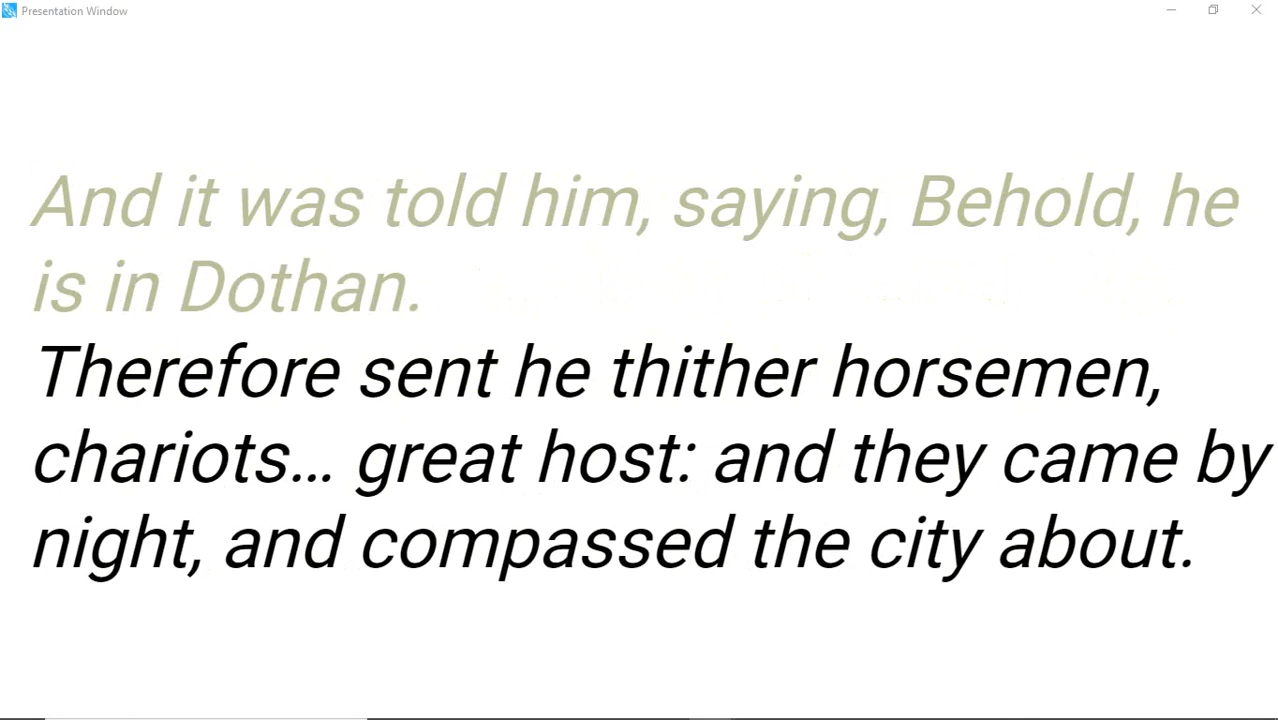 Presentation Window
And it was told him, saying, Behold, he
is in Dothan.
Therefore sent he thither horsemen,
chariots... great host: and they came by
night, and compassed the city about.